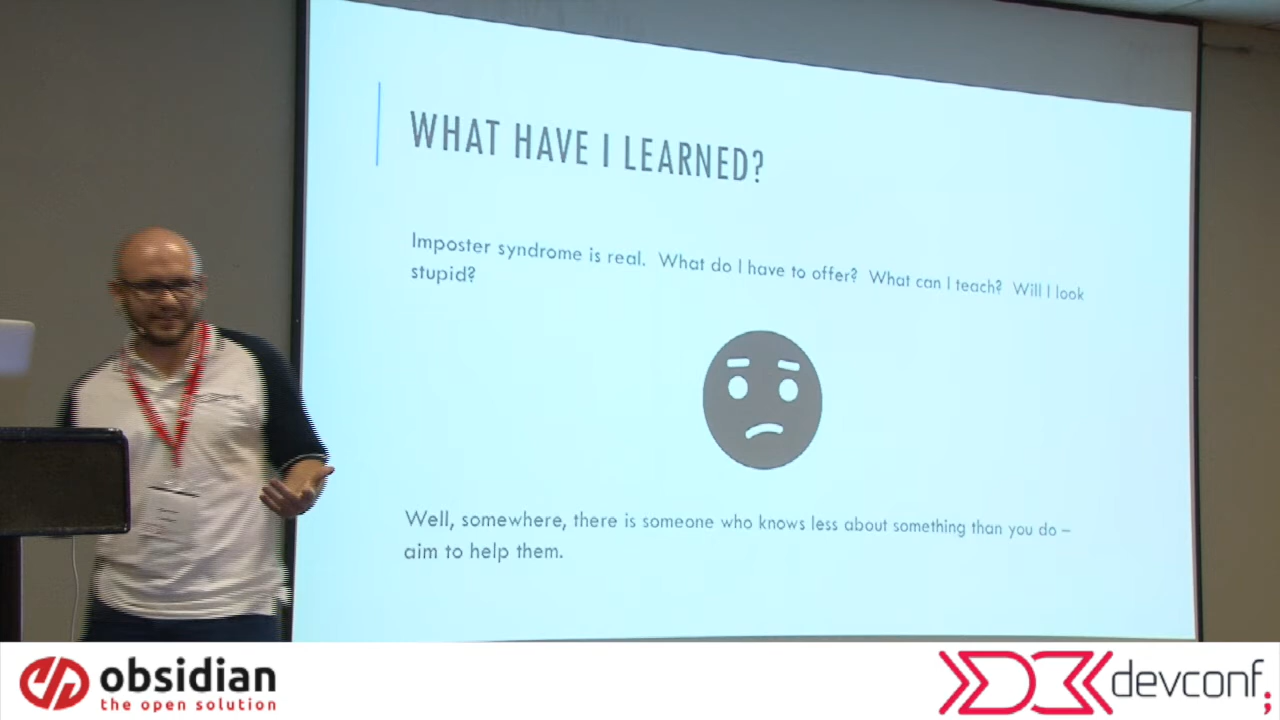 WHAT HAVE I LEARNED?
Imposter syndrome is real. What do I have to offer? What can I teach? Will I look
stupid?
Well, somewhere, there is someone who knows less about something than you do –
aim to help them.
obsidian
the open solution
devconf;